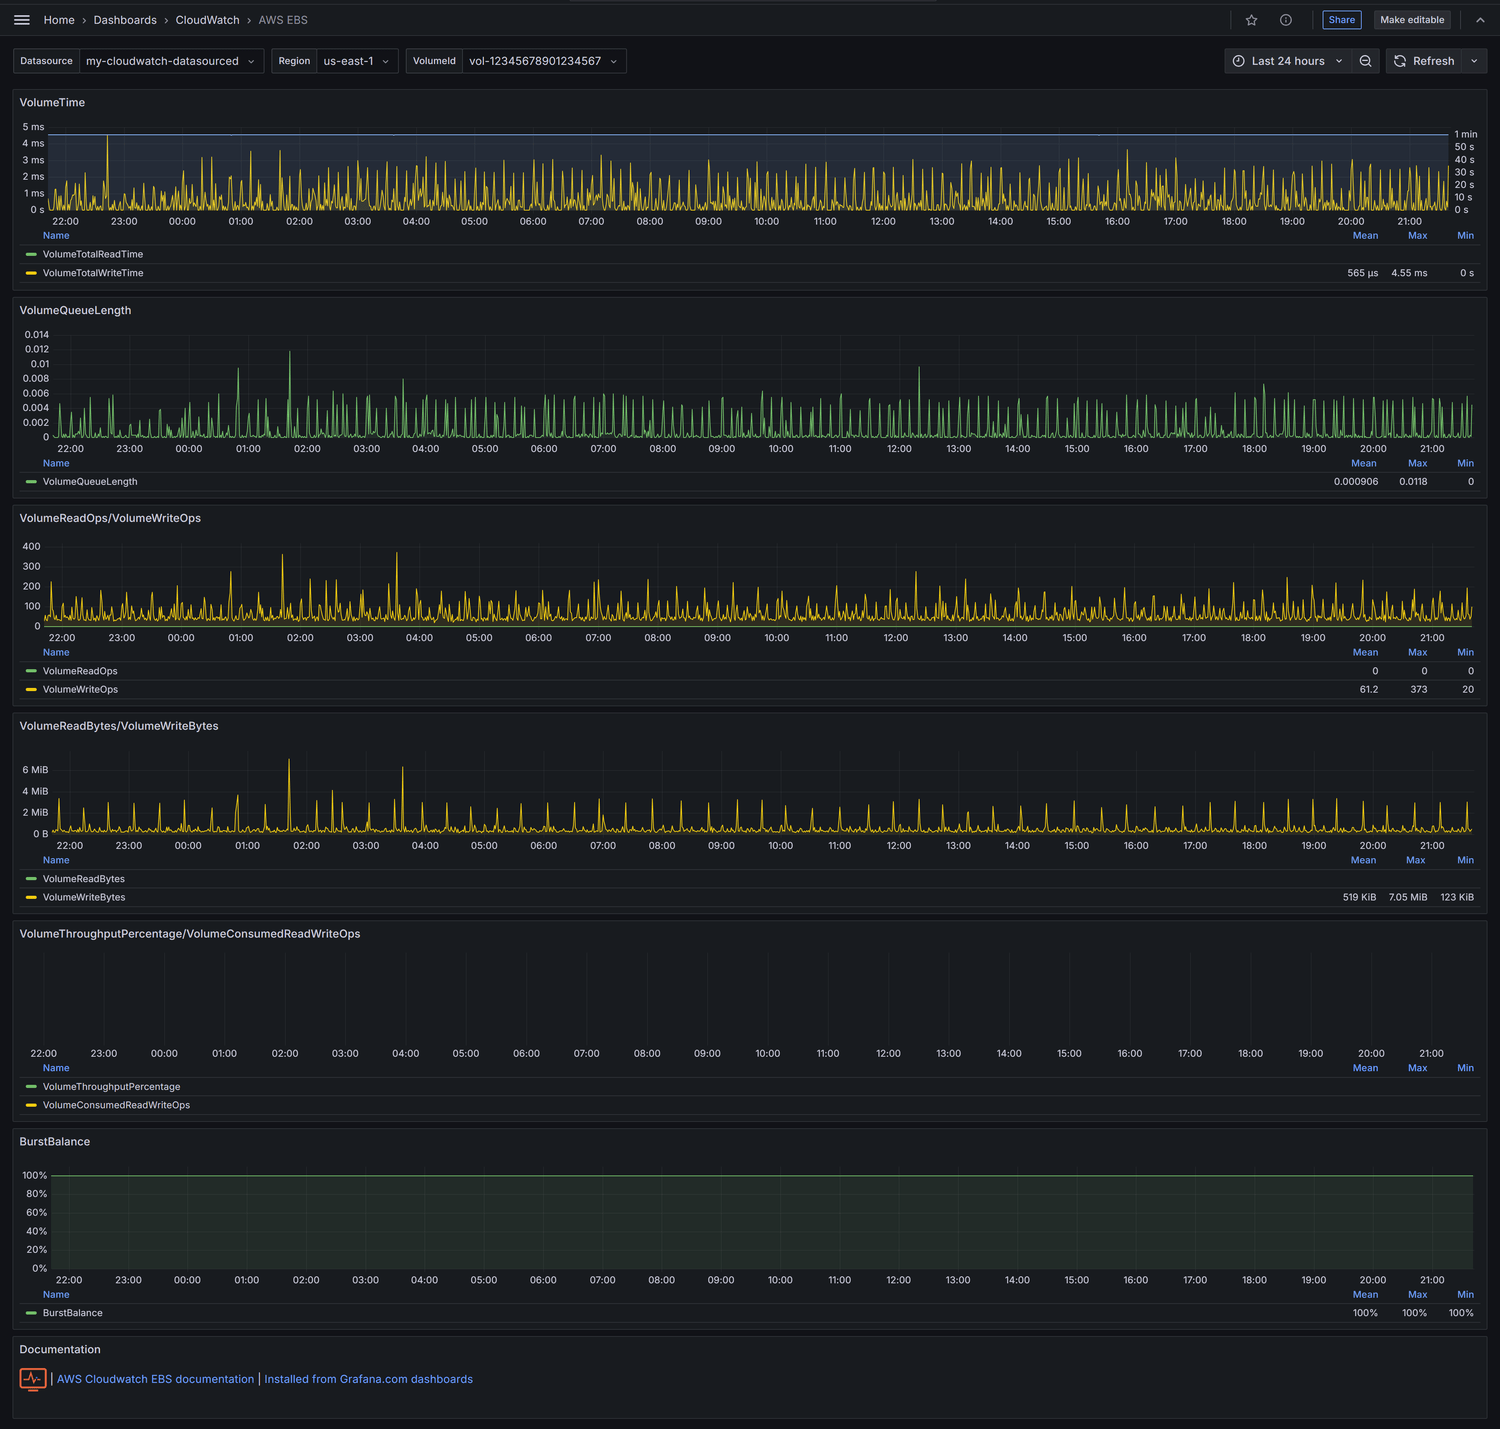 Home › Dashboards › CloudWatch › AWS EBS
Share
Make editable
Datasource my-cloudwatch-datasourced
Region us-east-1
VolumeId vol-12345678901234567
Last 24 hours
Refresh
VolumeTime
5 ms
4 ms
3 ms
2 ms
1 ms
0 s
1 min
50 s
40 s
30 s
20 s
10 s
0 s
22:00 23:00 00:00 01:00 02:00 03:00 04:00 05:00 06:00 07:00 08:00 09:00 10:00 11:00 12:00 13:00 14:00 15:00 16:00 17:00 18:00 19:00 20:00 21:00
Name Mean Max Min
VolumeTotalReadTime
VolumeTotalWriteTime 565 µs 4.55 ms 0 s
VolumeQueueLength
0.014
0.012
0.01
0.008
0.006
0.004
0.002
0
22:00 23:00 00:00 01:00 02:00 03:00 04:00 05:00 06:00 07:00 08:00 09:00 10:00 11:00 12:00 13:00 14:00 15:00 16:00 17:00 18:00 19:00 20:00 21:00
Name Mean Max Min
VolumeQueueLength 0.000906 0.0118 0
VolumeReadOps/VolumeWriteOps
400
300
200
100
0
22:00 23:00 00:00 01:00 02:00 03:00 04:00 05:00 06:00 07:00 08:00 09:00 10:00 11:00 12:00 13:00 14:00 15:00 16:00 17:00 18:00 19:00 20:00 21:00
Name Mean Max Min
VolumeReadOps 0 0 0
VolumeWriteOps 61.2 373 20
VolumeReadBytes/VolumeWriteBytes
6 MiB
4 MiB
2 MiB
0 B
22:00 23:00 00:00 01:00 02:00 03:00 04:00 05:00 06:00 07:00 08:00 09:00 10:00 11:00 12:00 13:00 14:00 15:00 16:00 17:00 18:00 19:00 20:00 21:00
Name Mean Max Min
VolumeReadBytes
VolumeWriteBytes 519 KiB 7.05 MiB 123 KiB
VolumeThroughputPercentage/VolumeConsumedReadWriteOps
22:00 23:00 00:00 01:00 02:00 03:00 04:00 05:00 06:00 07:00 08:00 09:00 10:00 11:00 12:00 13:00 14:00 15:00 16:00 17:00 18:00 19:00 20:00 21:00
Name Mean Max Min
VolumeThroughputPercentage
VolumeConsumedReadWriteOps
BurstBalance
100%
80%
60%
40%
20%
0%
22:00 23:00 00:00 01:00 02:00 03:00 04:00 05:00 06:00 07:00 08:00 09:00 10:00 11:00 12:00 13:00 14:00 15:00 16:00 17:00 18:00 19:00 20:00 21:00
Name Mean Max Min
BurstBalance 100% 100% 100%
Documentation
| AWS Cloudwatch EBS documentation | Installed from Grafana.com dashboards